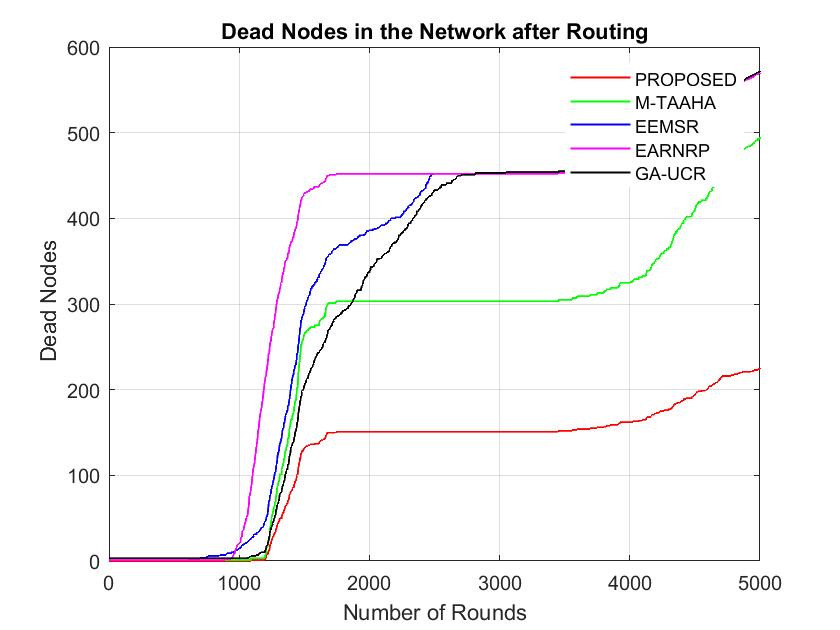 Dead Nodes in the Network after Routing
600
500
400
300
200
100
0
Dead Nodes
PROPOSED
M-TAAHA
EEMSR
EARNRP
GA-UCR
0 1000 2000 3000 4000 5000
Number of Rounds